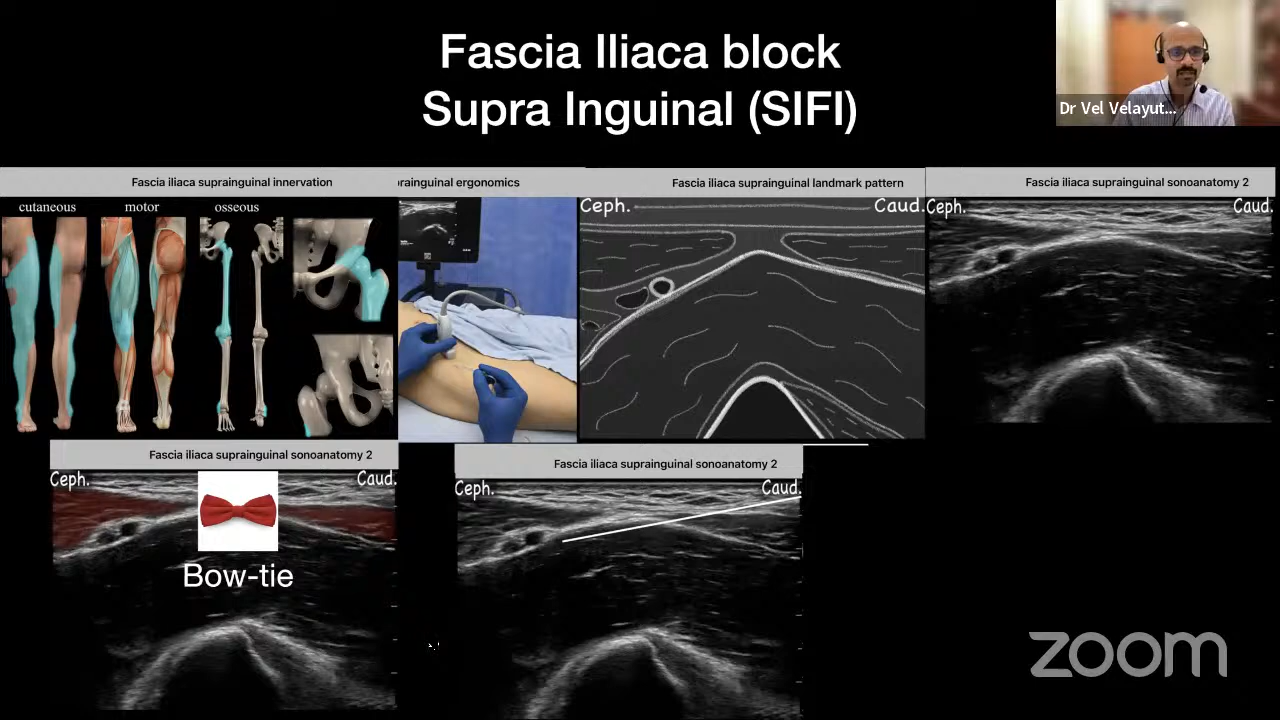 Fascia Iliaca block
Supra Inguinal (SIFI)
Dr Vel Velayut...
Fascia iliaca suprainguinal innervation
rainguinal ergonomics
Fascia iliaca suprainguinal landmark pattern
Fascia iliaca suprainguinal sonoanatomy 2
cutaneous
motor
osseous
Ceph.
Caud.
Ceph.
Caud.
Fascia iliaca suprainguinal sonoanatomy 2
Fascia iliaca suprainguinal sonoanatomy 2
Ceph.
Caud.
Ceph.
Caud.
Bow-tie
zoom